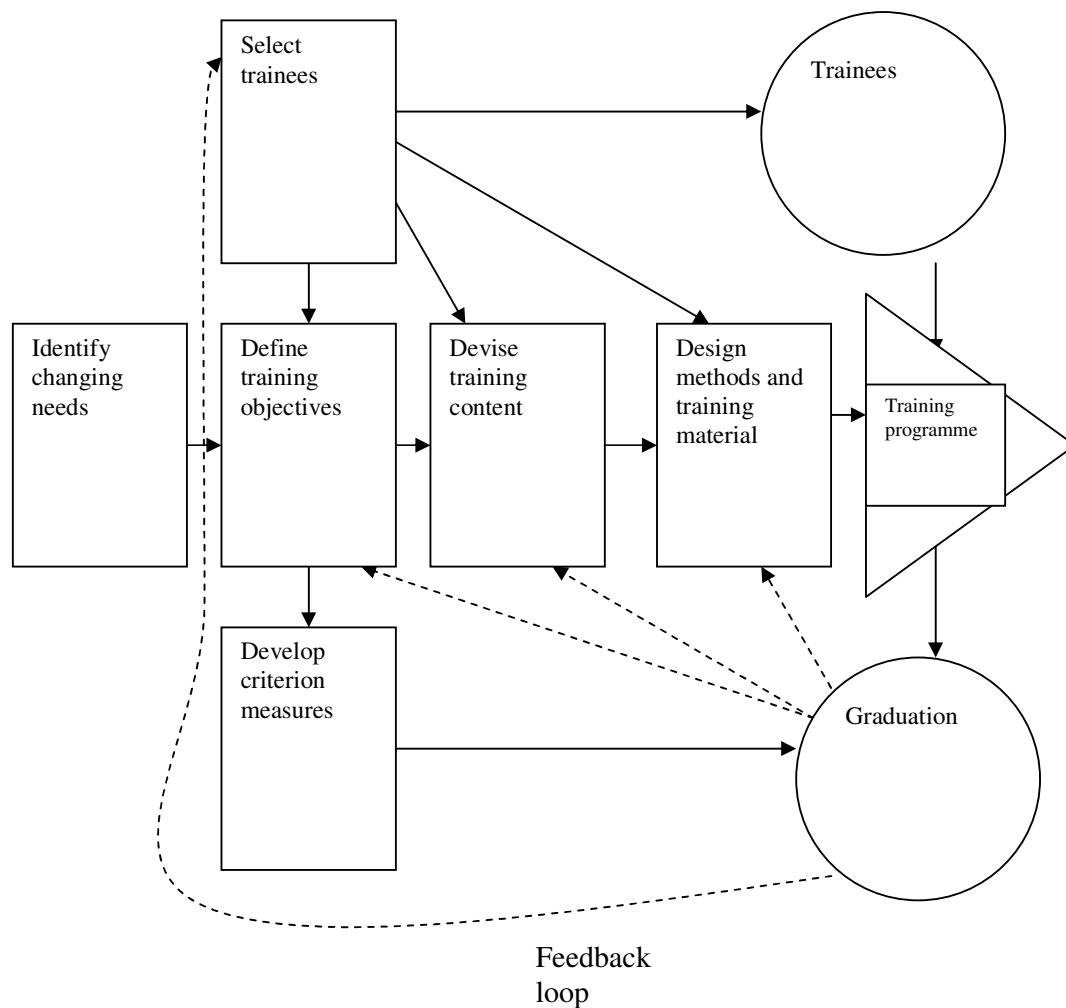 Select
trainees
Trainees
Identify
changing
needs
Define
training
objectives
Devise
training
content
Design
methods and
training
material
Training
programme
Develop
criterion
measures
Graduation
Feedback
loop